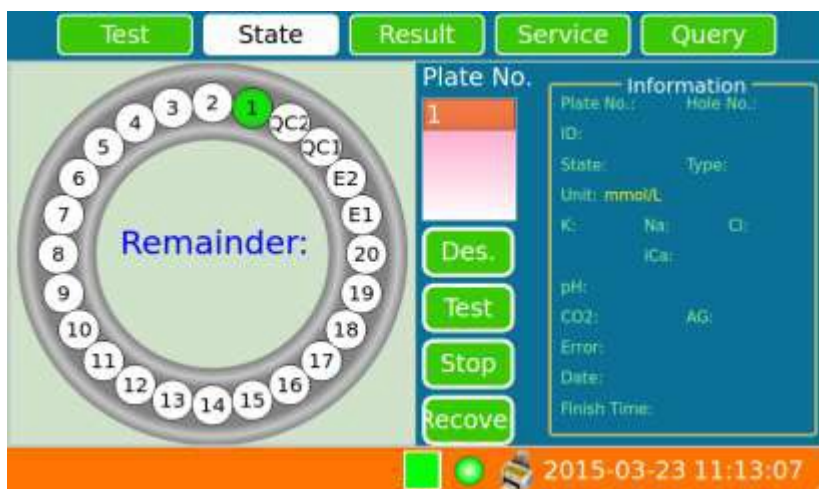 Test State Result Service Query
Plate No.
1
Information
Plate No.: Hole No.:
ID:
State: Type:
Unit: mmol/L
K: Na: Cl:
iCa:
pH:
CO2: AG:
Error:
Date:
Finish Time:
Des.
Test
Stop
Recove
Remainder:
1
2
3
4
5
6
7
8
9
10
11
12
13
14
15
16
17
18
19
20
E1
E2
QC1
QC2
2015-03-23 11:13:07